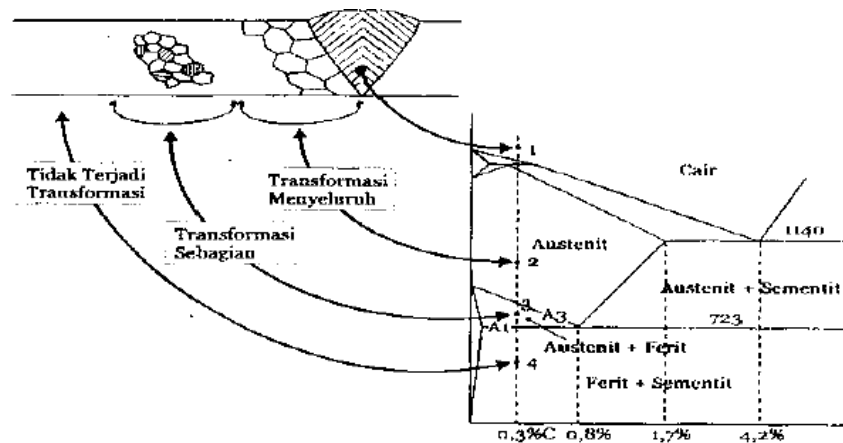 Tidak Terjadi
Transformasi
Transformasi
Menyeluruh
Transformasi
Sebagian
1
Cair
Austenit
1140
2
Austenit + Sementit
3
A3
723
A1
Austenit + Ferit
4
Ferit + Sementit
0,3%C 0,8% 1,7% 4,2%